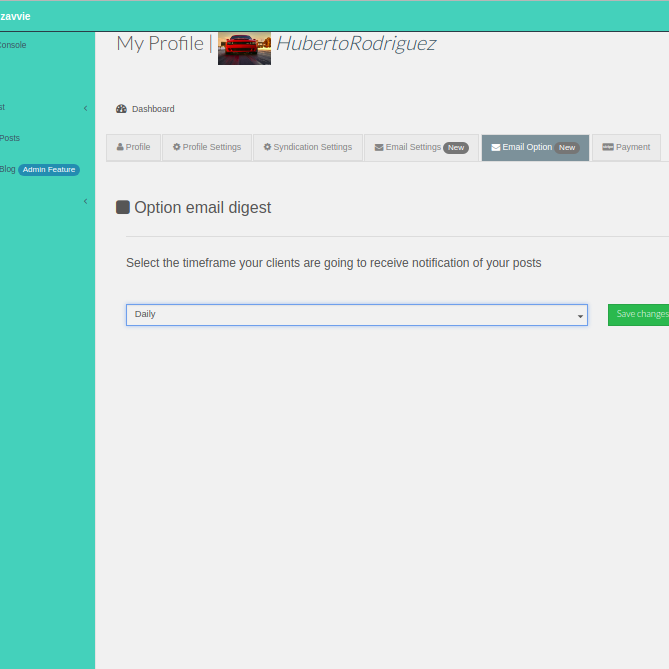 zavvie
Console
My Profile | HubertoRodriguez
st
Dashboard
Posts
Profile Profile Settings Syndication Settings Email Settings New Email Option New Payment
Blog Admin Feature
Option email digest
Select the timeframe your clients are going to receive notification of your posts
Daily
Save changes